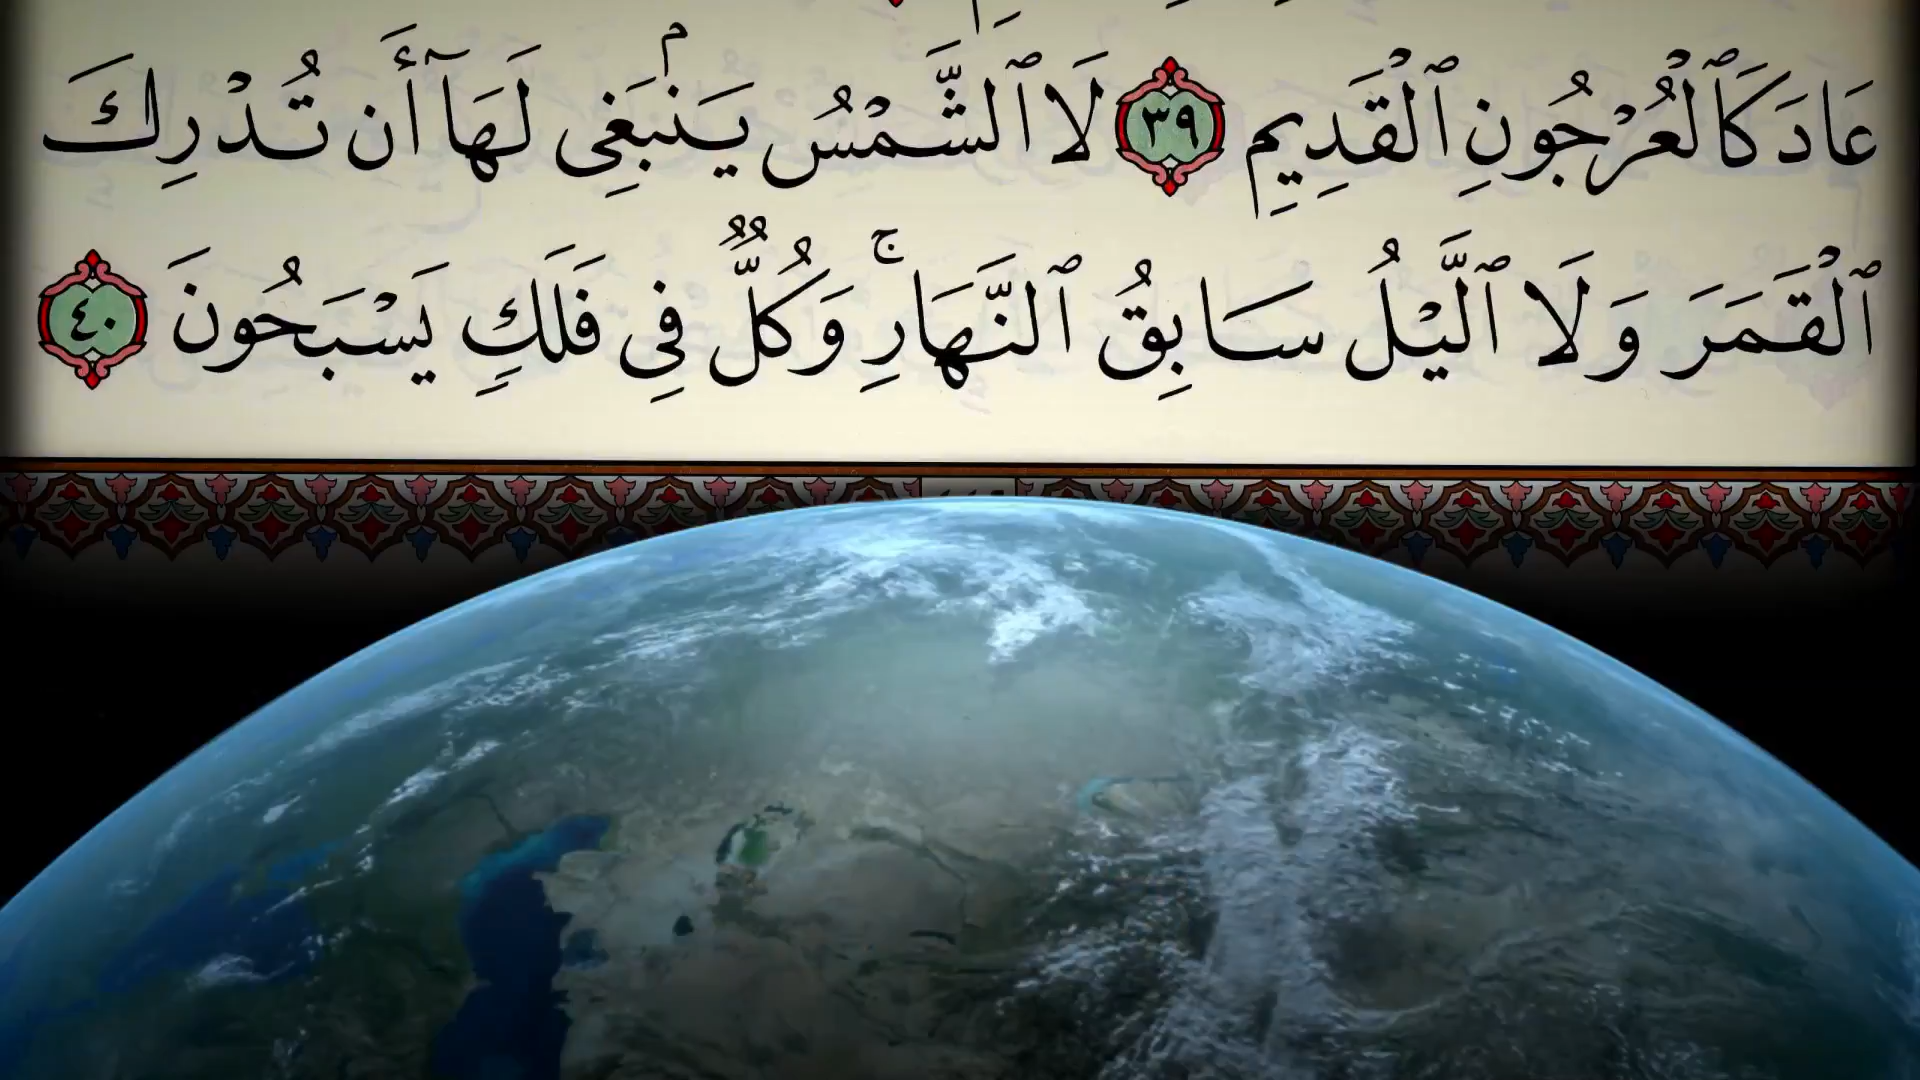 عَادَ كَٱلْعُرْجُونِ ٱلْقَدِيمِ ٣٩ لَا ٱلشَّمْسُ يَنۢبَغِى لَهَآ أَن تُدْرِكَ
ٱلْقَمَرَ وَلَا ٱلَّيْلُ سَابِقُ ٱلنَّهَارِ ۚ وَكُلٌّ فِى فَلَكٍ يَسْبَحُونَ ٤٠